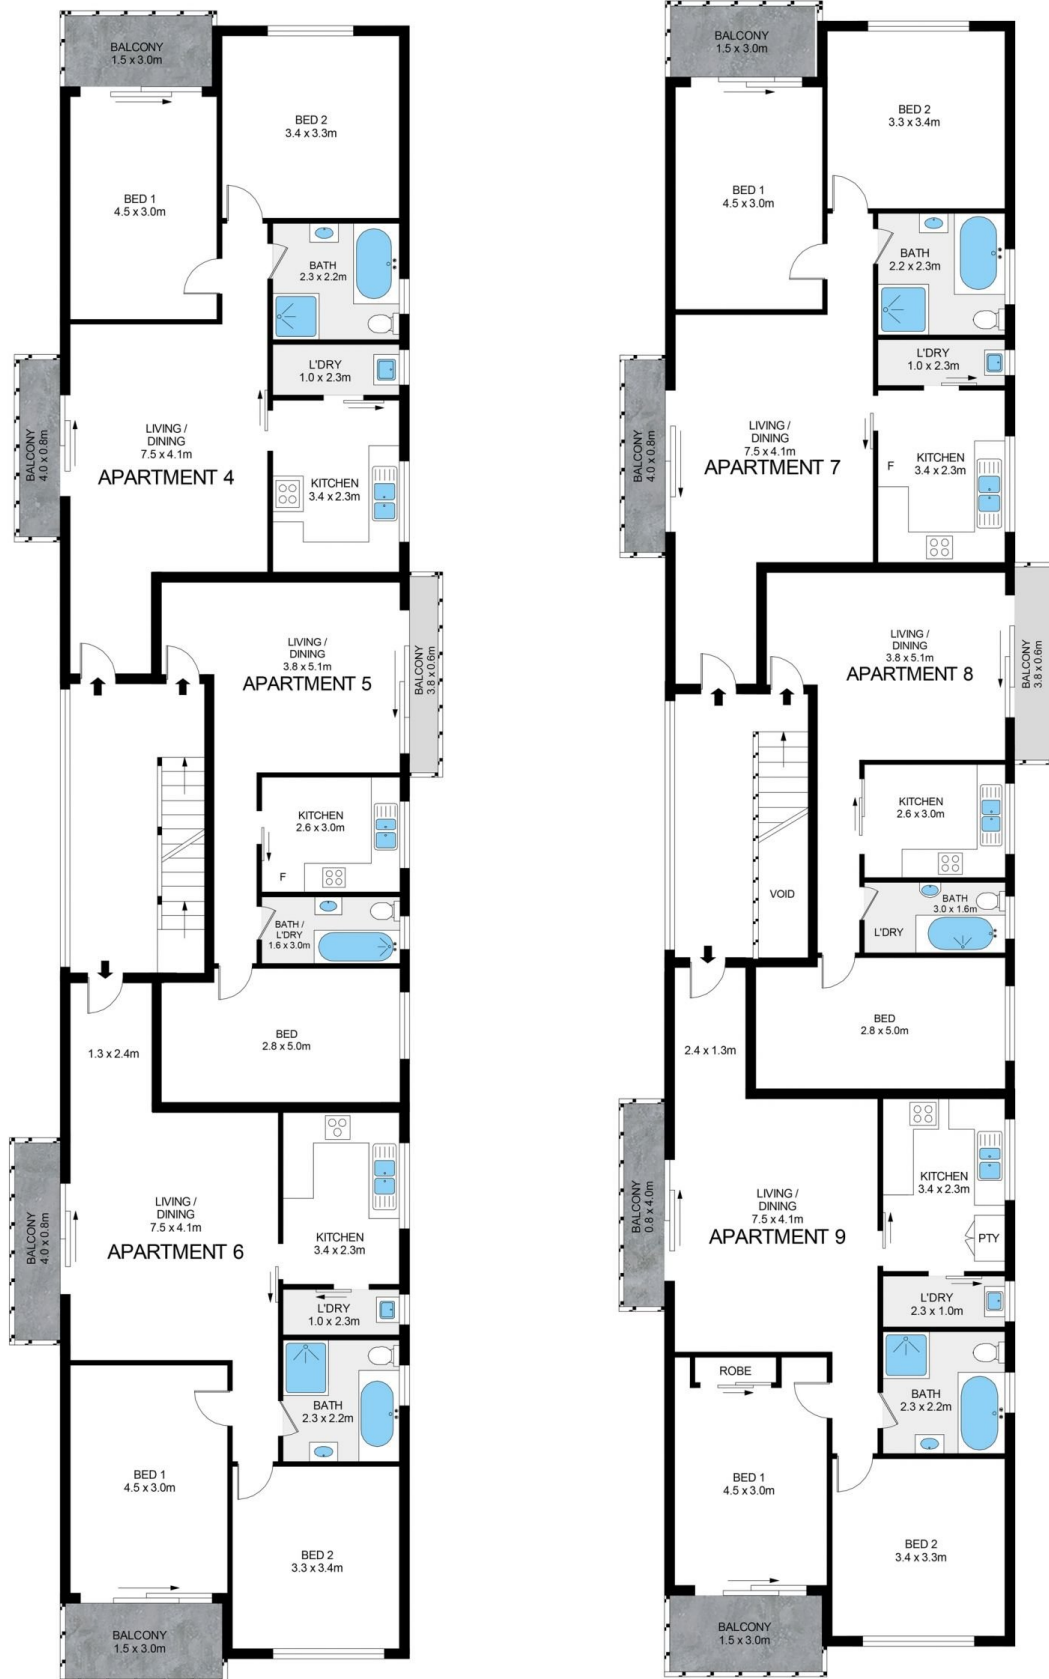 BALCONY
1.5 x 3.0m
BED 2
3.4 x 3.3m
BED 1
4.5 x 3.0m
BATH
2.3 x 2.2m
L'DRY
1.0 x 2.3m
BALCONY
4.0 x 0.8m
LIVING /
DINING
7.5 x 4.1m
APARTMENT 4
KITCHEN
3.4 x 2.3m
LIVING /
DINING
3.8 x 5.1m
APARTMENT 5
BALCONY
3.8 x 0.6m
KITCHEN
2.6 x 3.0m
F
BATH /
L'DRY
1.6 x 3.0m
BED
2.8 x 5.0m
1.3 x 2.4m
BALCONY
4.0 x 0.8m
LIVING /
DINING
7.5 x 4.1m
APARTMENT 6
KITCHEN
3.4 x 2.3m
L'DRY
1.0 x 2.3m
BATH
2.3 x 2.2m
BED 1
4.5 x 3.0m
BED 2
3.3 x 3.4m
BALCONY
1.5 x 3.0m
BALCONY
1.5 x 3.0m
BED 2
3.3 x 3.4m
BED 1
4.5 x 3.0m
BATH
2.2 x 2.3m
L'DRY
1.0 x 2.3m
BALCONY
4.0 x 0.8m
LIVING /
DINING
7.5 x 4.1m
APARTMENT 7
F
KITCHEN
3.4 x 2.3m
LIVING /
DINING
3.8 x 5.1m
APARTMENT 8
BALCONY
3.8 x 0.6m
KITCHEN
2.6 x 3.0m
VOID
BATH
3.0 x 1.6m
L'DRY
BED
2.8 x 5.0m
2.4 x 1.3m
BALCONY
0.8 x 4.0m
LIVING /
DINING
7.5 x 4.1m
APARTMENT 9
KITCHEN
3.4 x 2.3m
PTY
L'DRY
2.3 x 1.0m
ROBE
BATH
2.3 x 2.2m
BED 1
4.5 x 3.0m
BED 2
3.4 x 3.3m
BALCONY
1.5 x 3.0m